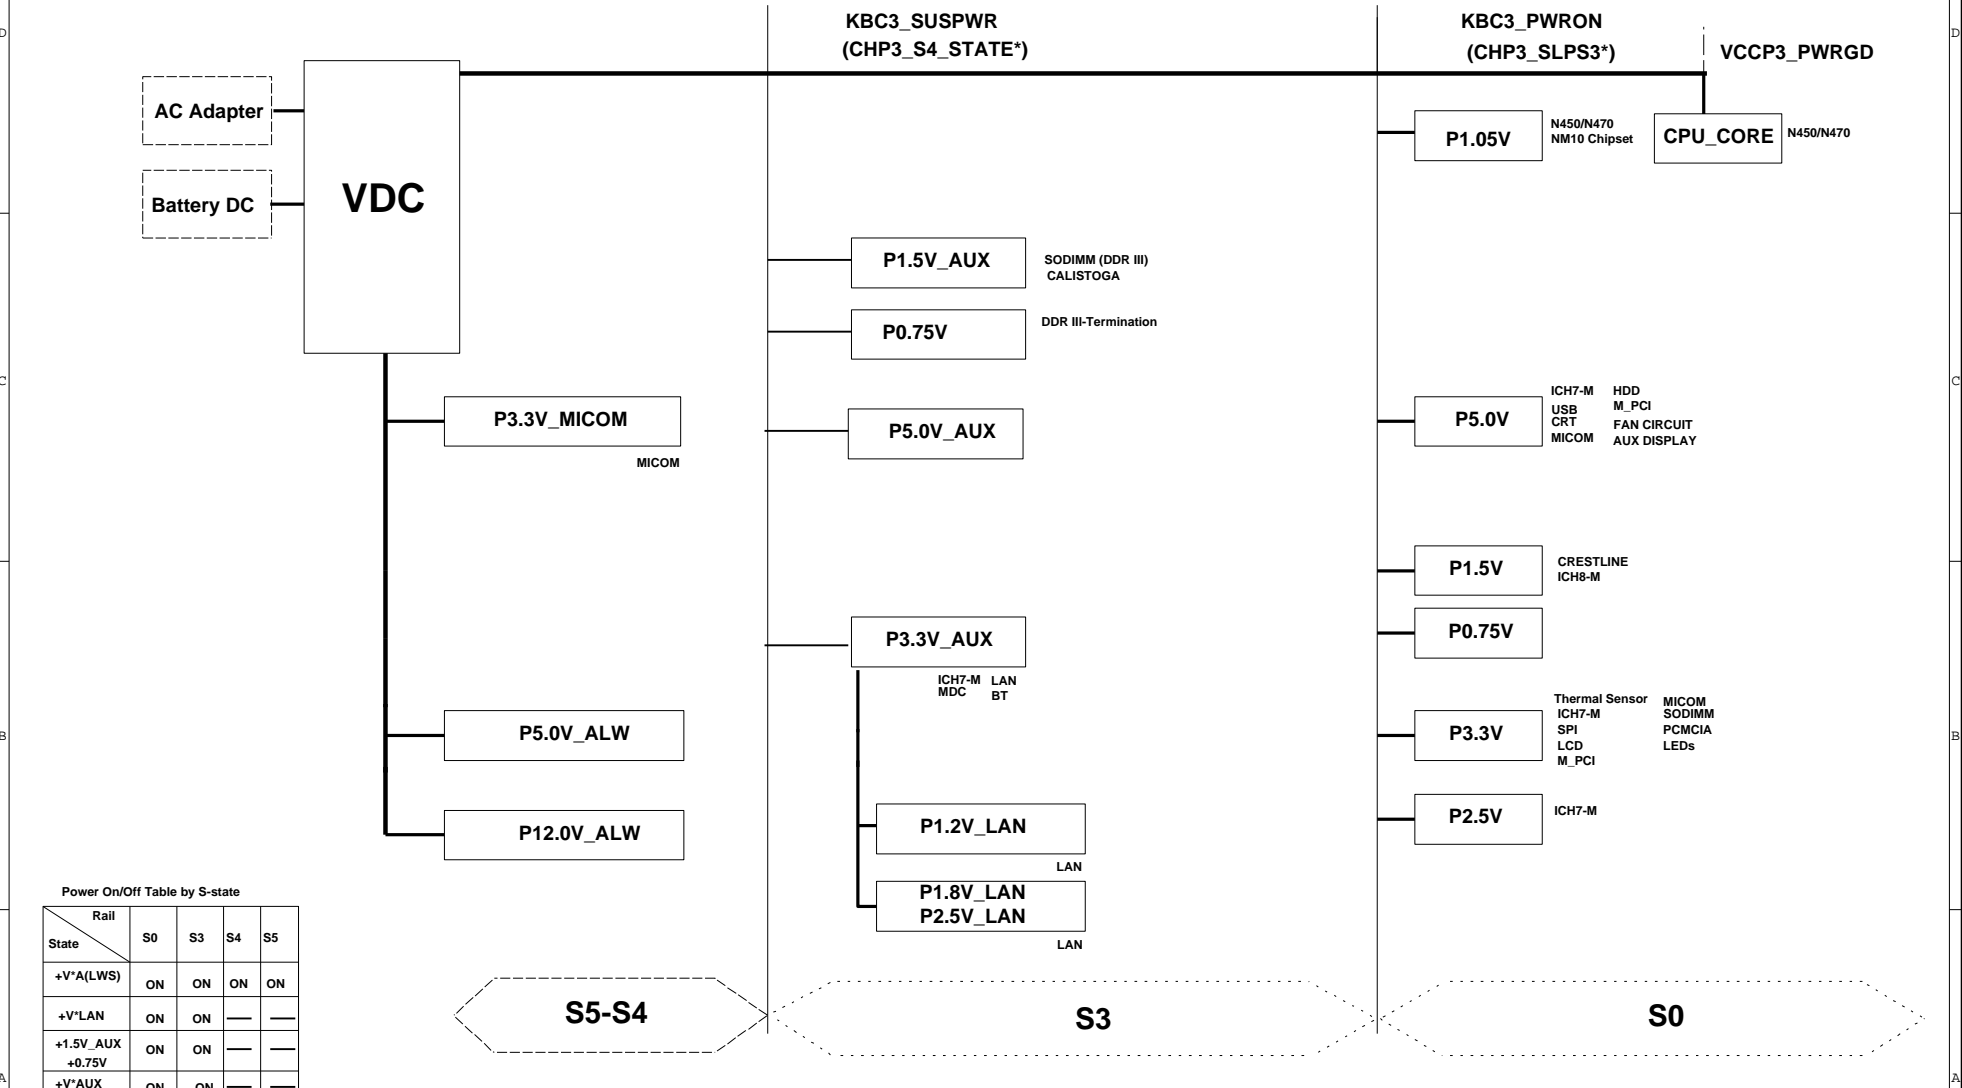 KBC3_SUSPWR
(CHP3_S4_STATE*)
KBC3_PWRON
(CHP3_SLPS3*)
VCCP3_PWRGD
D
D
AC Adapter
Battery DC
VDC
P1.05V
N450/N470
NM10 Chipset
CPU_CORE
N450/N470
P1.5V_AUX
SODIMM (DDR III)
CALISTOGA
P0.75V
DDR III-Termination
C
C
P3.3V_MICOM
MICOM
P5.0V_AUX
P5.0V
ICH7-M
USB
CRT
MICOM
HDD
M_PCI
FAN CIRCUIT
AUX DISPLAY
P1.5V
CRESTLINE
ICH8-M
P0.75V
P3.3V_AUX
ICH7-M
MDC
LAN
BT
B
B
P5.0V_ALW
P3.3V
Thermal Sensor
ICH7-M
SPI
LCD
M_PCI
MICOM
SODIMM
PCMCIA
LEDs
P12.0V_ALW
P1.2V_LAN
LAN
P2.5V
ICH7-M
P1.8V_LAN
P2.5V_LAN
LAN
Power On/Off Table by S-state
Rail
State
S0 S3 S4 S5
+V*A(LWS) ON ON ON ON
+V*LAN ON ON — —
+1.5V_AUX
+0.75V
ON ON — —
+V*AUX ON ON — —
S5-S4
S3
S0
A
A